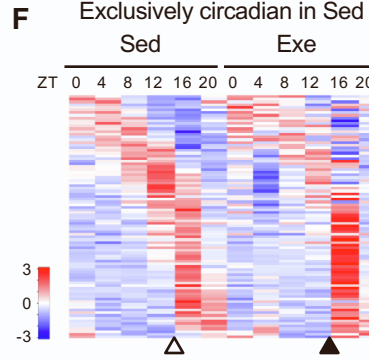 F
Exclusively circadian in Sed
Sed Exe
ZT 0 4 8 12 16 20 0 4 8 12 16 20
3
0
-3